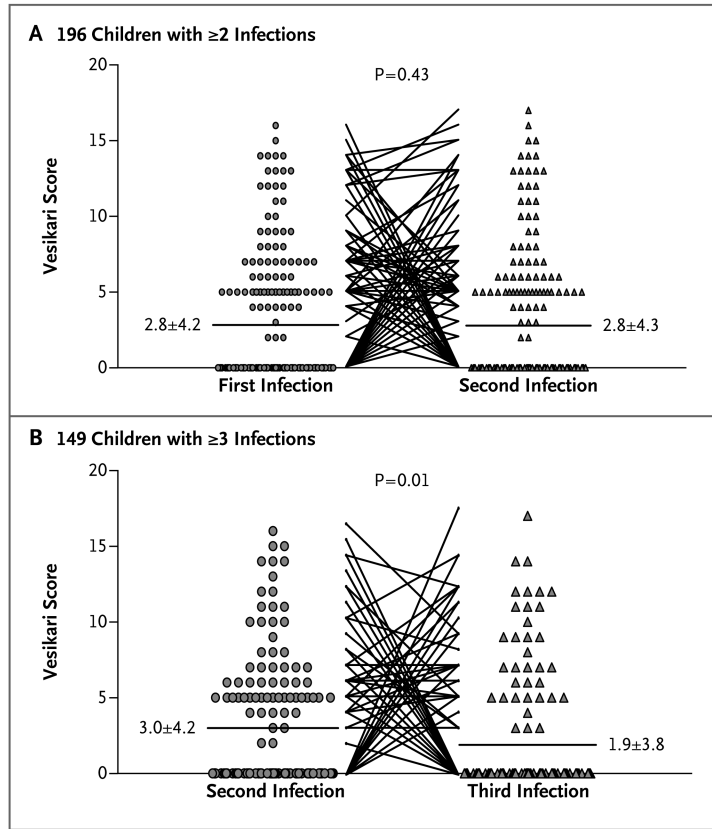 A 196 Children with ≥2 Infections
20
P=0.43
15
10
Vesikari Score
5
2.8±4.2
2.8±4.3
0
First Infection
Second Infection
B 149 Children with ≥3 Infections
20
P=0.01
15
10
Vesikari Score
5
3.0±4.2
1.9±3.8
0
Second Infection
Third Infection